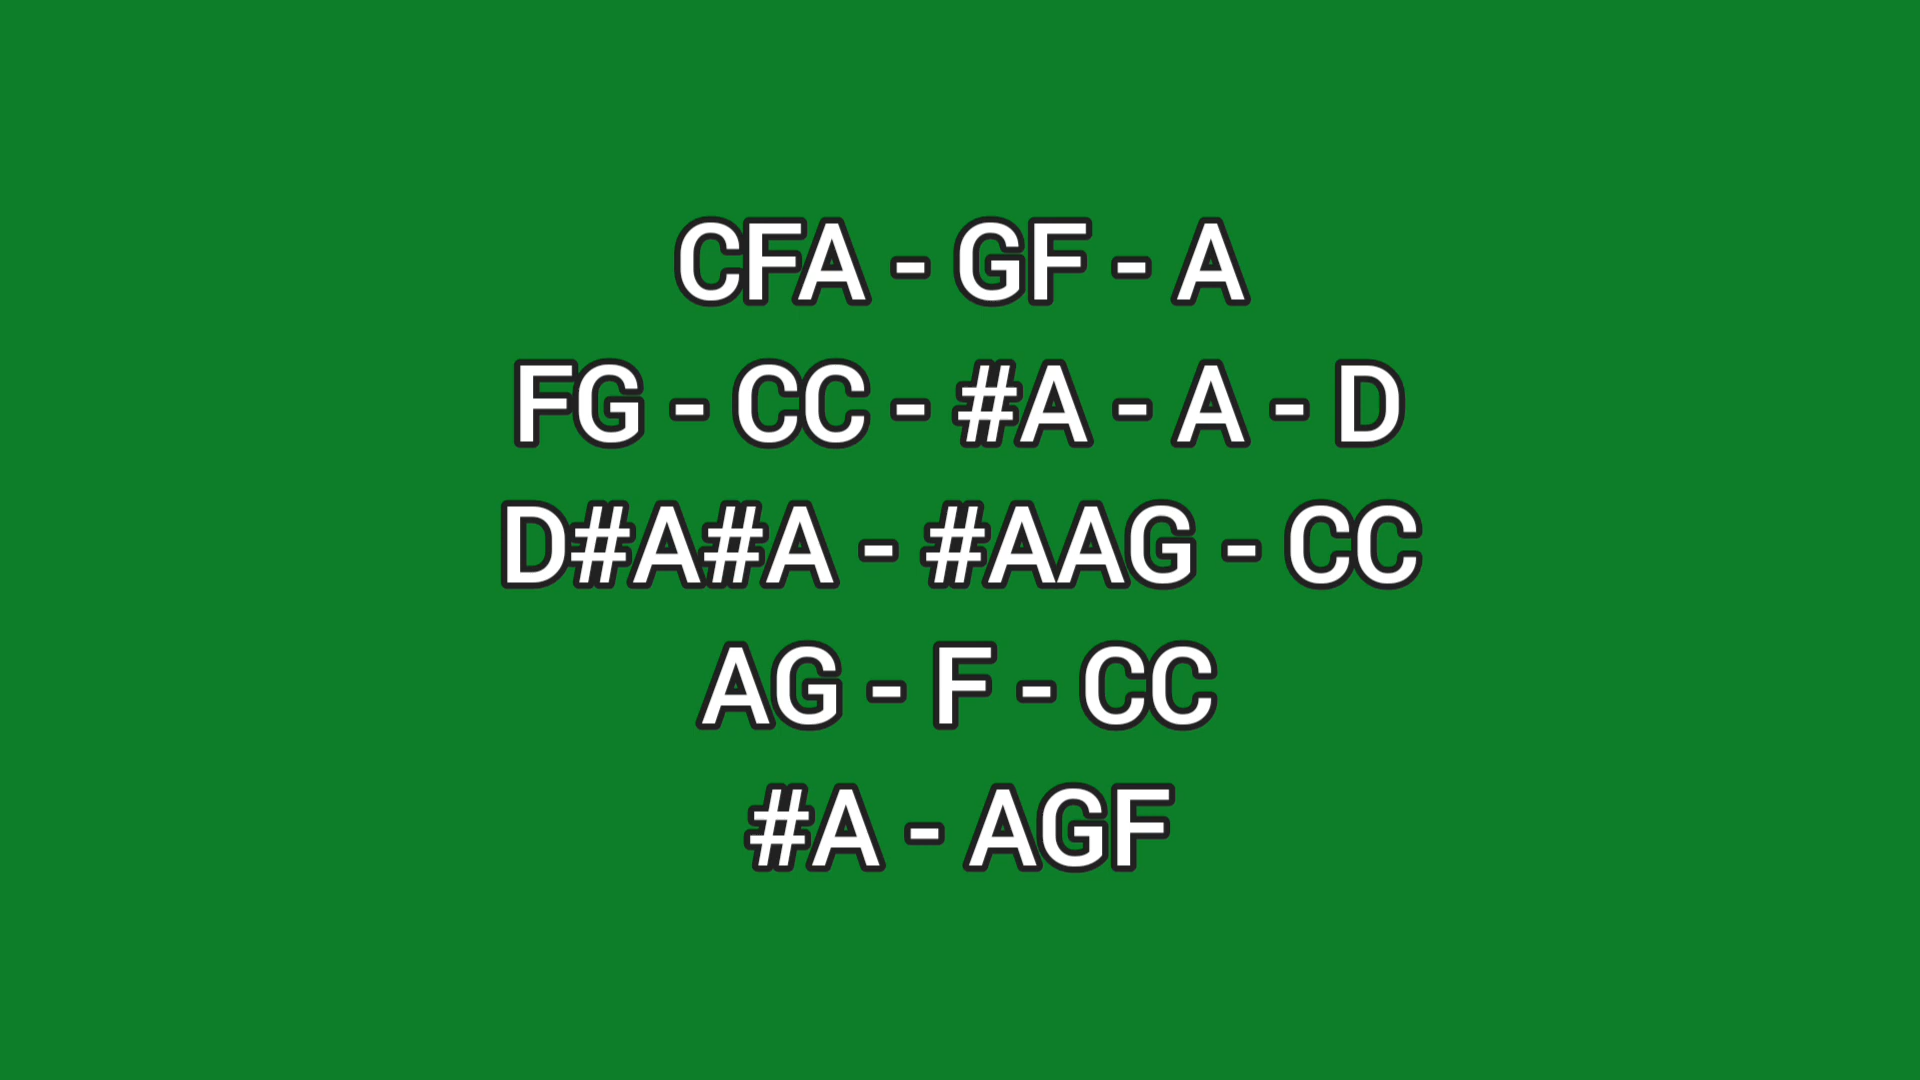 CFA - GF - A
FG - CC - #A - A - D
D#A#A - #AAG - CC
AG - F - CC
#A - AGF